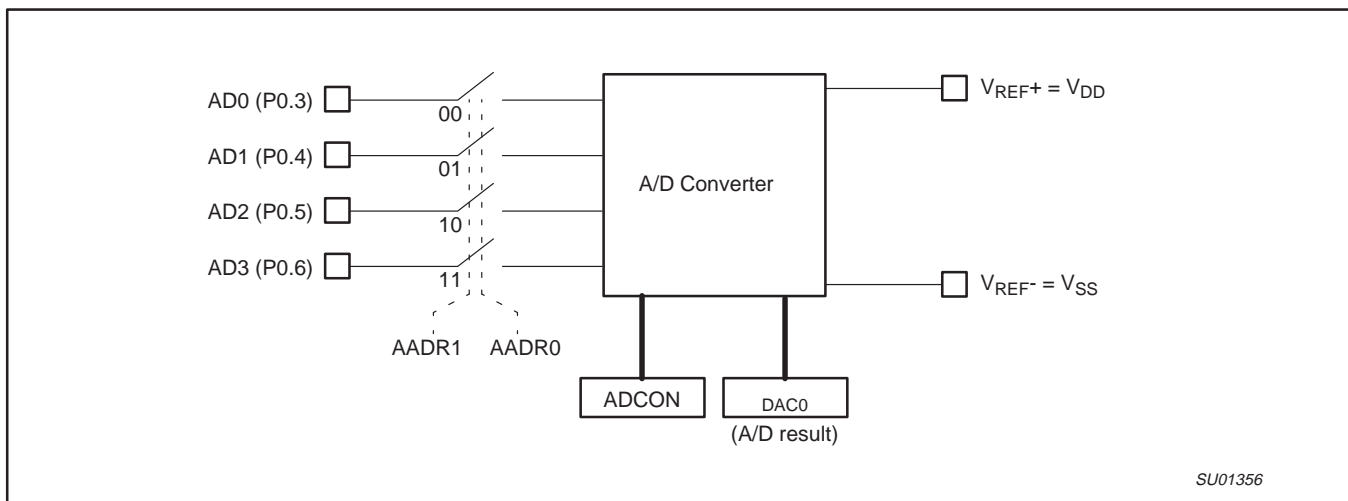 AD0 (P0.3)
00
V_REF+ = V_DD
AD1 (P0.4)
01
A/D Converter
AD2 (P0.5)
10
AD3 (P0.6)
11
V_REF- = V_SS
AADR1 AADR0
ADCON
DAC0
(A/D result)
SU01356